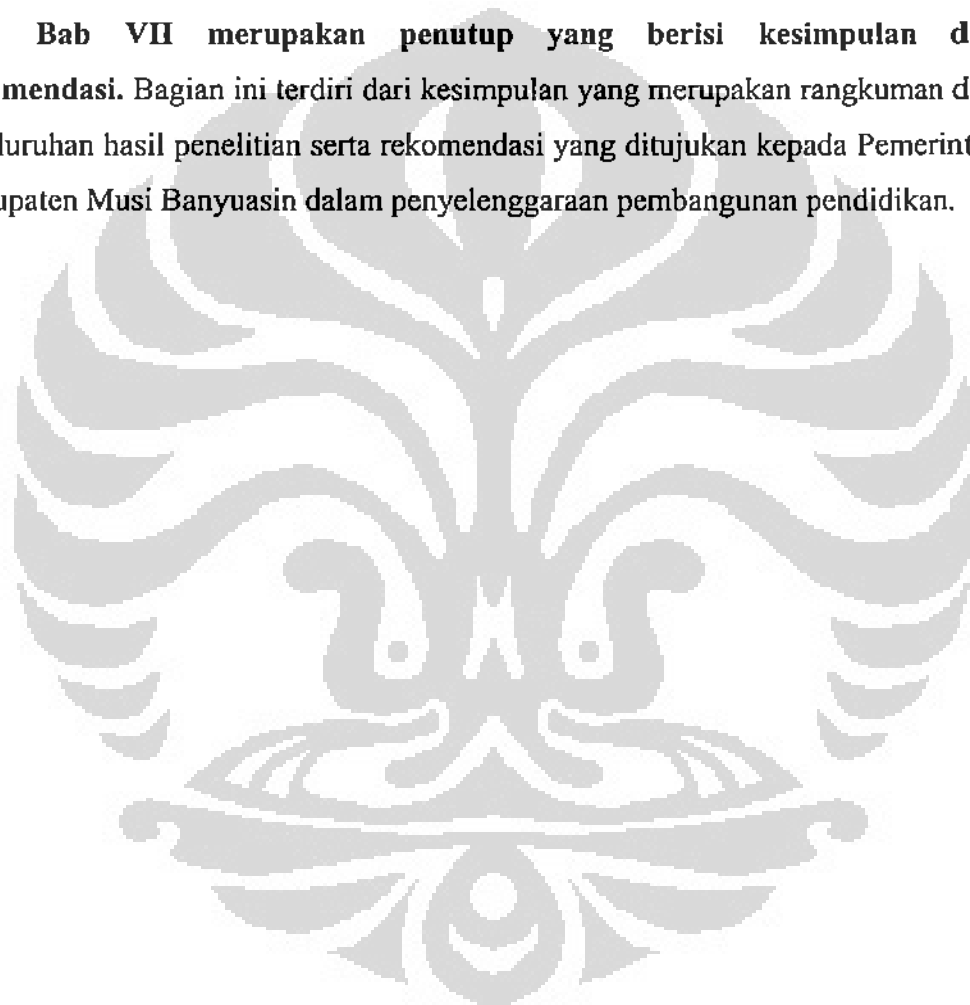 Bab VII merupakan penutup yang berisi kesimpulan d
mendasi. Bagian ini terdiri dari kesimpulan yang merupakan rangkuman d
luruhan hasil penelitian serta rekomendasi yang ditujukan kepada Pemerint
upaten Musi Banyuasin dalam penyelenggaraan pembangunan pendidikan.